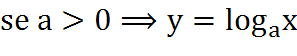 se a > 0 ⟹ y = logₐx